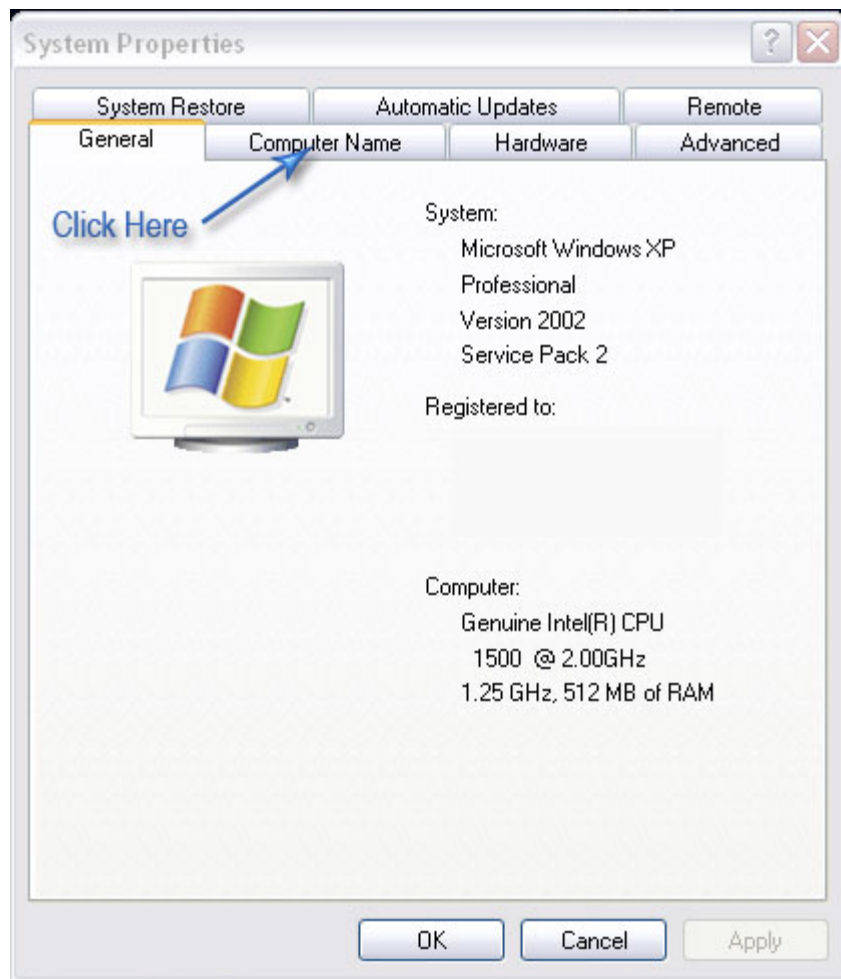 System Properties
System Restore Automatic Updates Remote
General Computer Name Hardware Advanced
Click Here
System:
Microsoft Windows XP
Professional
Version 2002
Service Pack 2
Registered to:
Computer:
Genuine Intel(R) CPU
1500 @ 2.00GHz
1.25 GHz, 512 MB of RAM
OK Cancel Apply